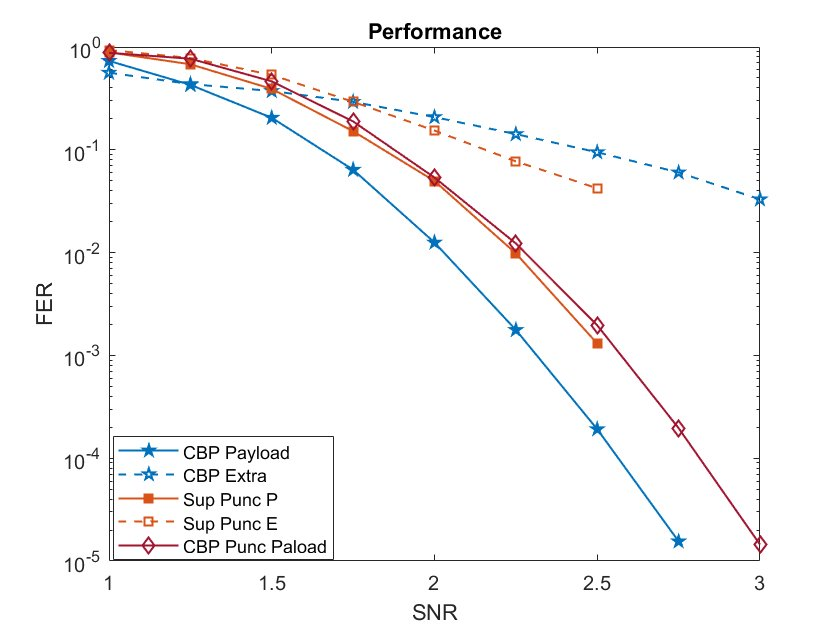 Performance
10^0
10^-1
10^-2
10^-3
10^-4
10^-5
FER
CBP Payload
CBP Extra
Sup Punc P
Sup Punc E
CBP Punc Paload
1 1.5 2 2.5 3
SNR